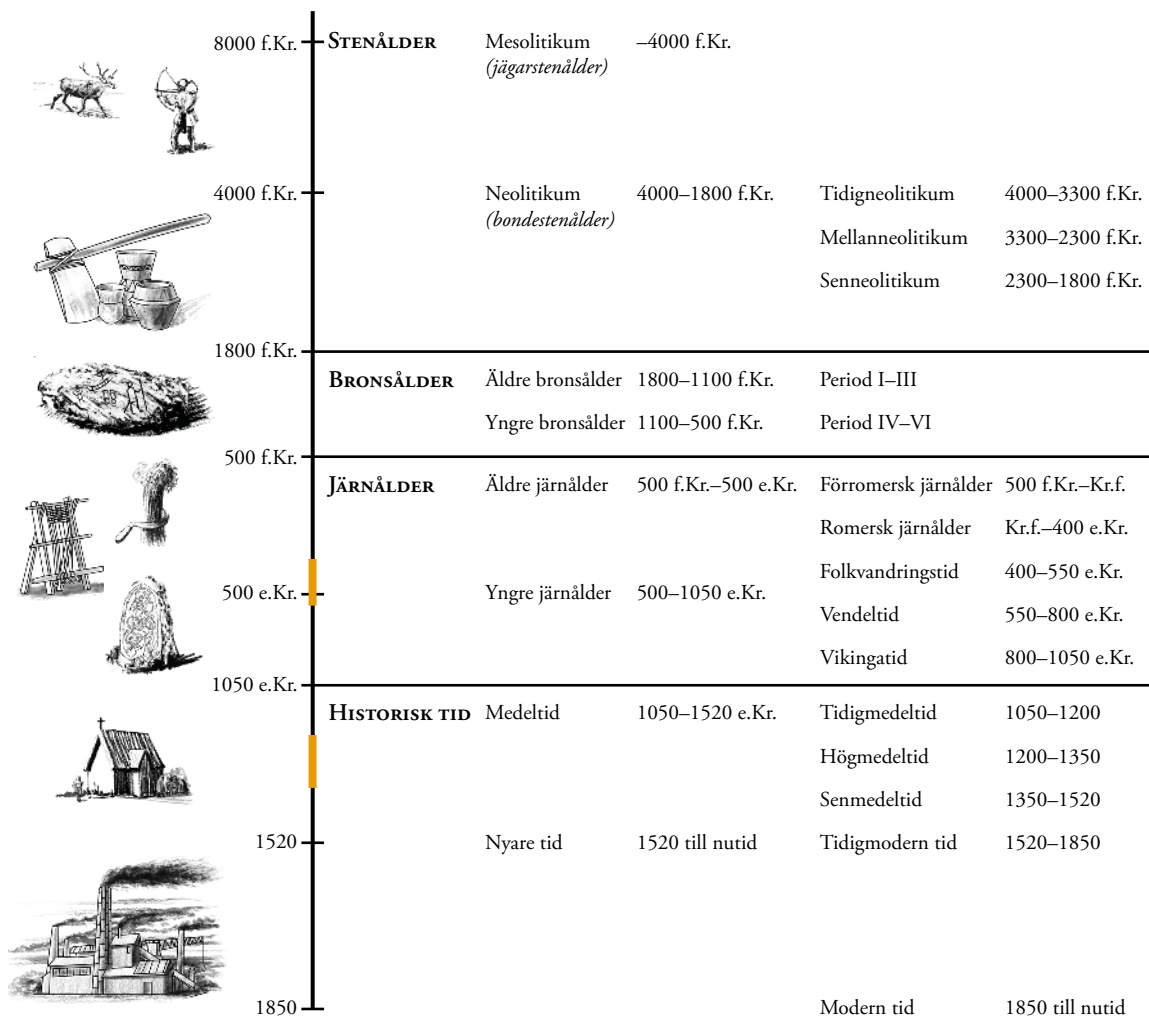 8000 f.Kr. Stenålder Mesolitikum –4000 f.Kr.
(jägarstenålder)
4000 f.Kr. Neolitikum 4000–1800 f.Kr. Tidigneolitikum 4000–3300 f.Kr.
(bondestenålder)
Mellanneolitikum 3300–2300 f.Kr.
Senneolitikum 2300–1800 f.Kr.
1800 f.Kr.
Bronsålder Äldre bronsålder 1800–1100 f.Kr. Period I–III
Yngre bronsålder 1100–500 f.Kr. Period IV–VI
500 f.Kr.
Järnålder Äldre järnålder 500 f.Kr.–500 e.Kr. Förromersk järnålder 500 f.Kr.–Kr.f.
Romersk järnålder Kr.f.–400 e.Kr.
Folkvandringstid 400–550 e.Kr.
500 e.Kr. Yngre järnålder 500–1050 e.Kr.
Vendeltid 550–800 e.Kr.
Vikingatid 800–1050 e.Kr.
1050 e.Kr.
Historisk tid Medeltid 1050–1520 e.Kr. Tidigmedeltid 1050–1200
Högmedeltid 1200–1350
Senmedeltid 1350–1520
1520 Nyare tid 1520 till nutid Tidigmodern tid 1520–1850
1850 Modern tid 1850 till nutid